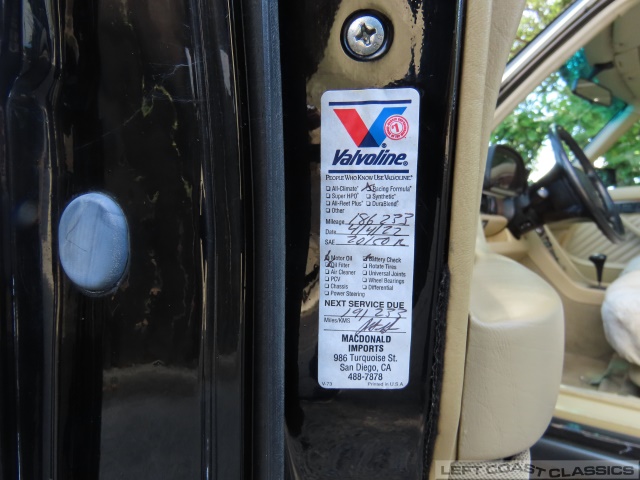 Valvoline®
PEOPLE WHO KNOW USE VALVOLINE®
All-Climate® Racing Formula®
Super HPO® Synthetic®
All-Fleet Plus® DuraBlend®
Other
Mileage 186 233
Date 4/4/22
SAE 20/50 R
Motor Oil Battery Check
Oil Filter Rotate Tires
Air Cleaner Universal Joints
PCV Wheel Bearings
Chassis Differential
Power Steering
NEXT SERVICE DUE
191 233
Miles/KMS
MACDONALD
IMPORTS
986 Turquoise St.
San Diego, CA
488-7878
V-73 Printed in U.S.A.
LEFT COAST CLASSICS